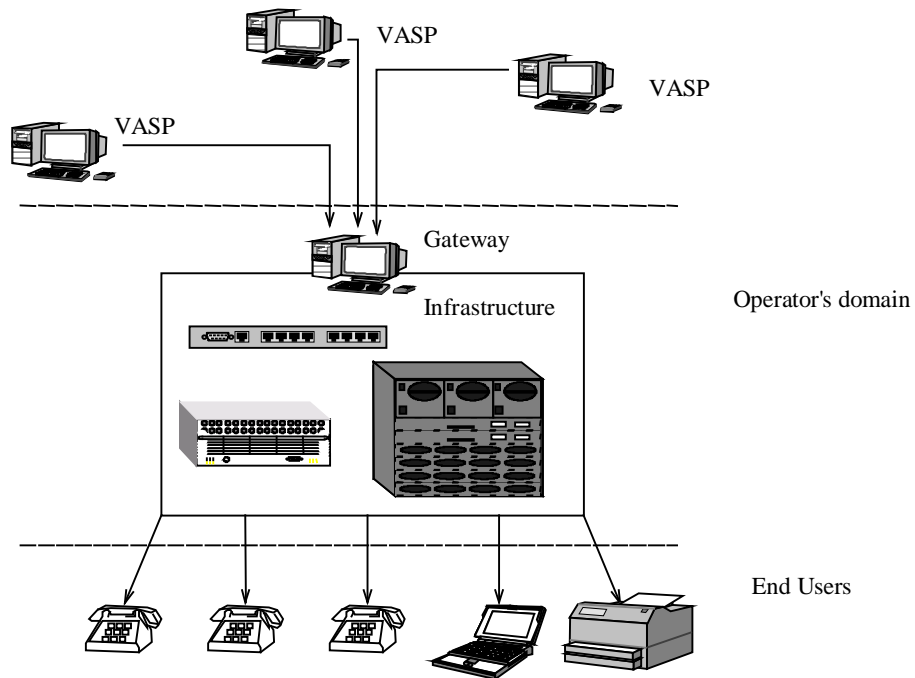 VASP
VASP
VASP
Gateway
Infrastructure
Operator's domain
End Users